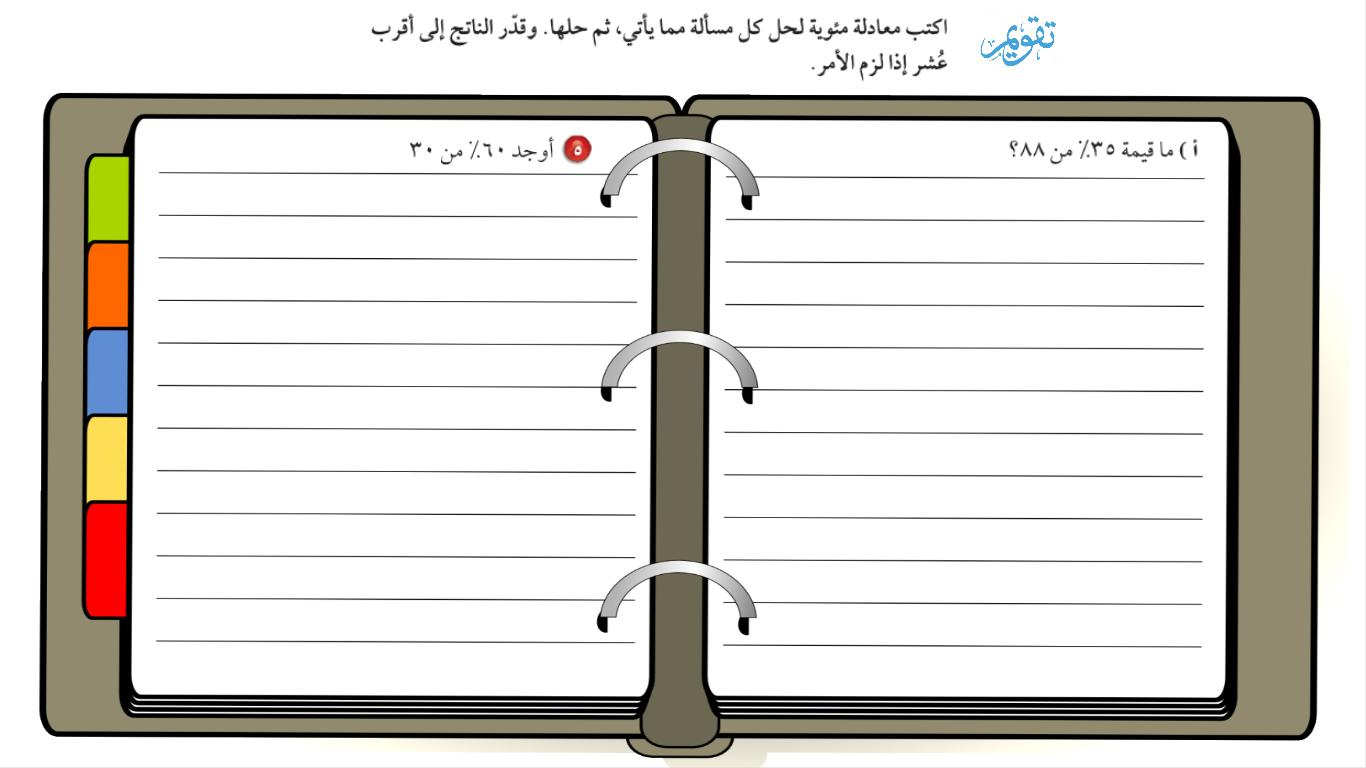 تقويم
اكتب معادلة مئوية لحل كل مسألة مما يأتي، ثم حلها. وقدّر الناتج إلى أقرب
عُشر إذا لزم الأمر.
أ ) ما قيمة ٣٥٪ من ٨٨؟
٥ أوجد ٦٠٪ من ٣٠